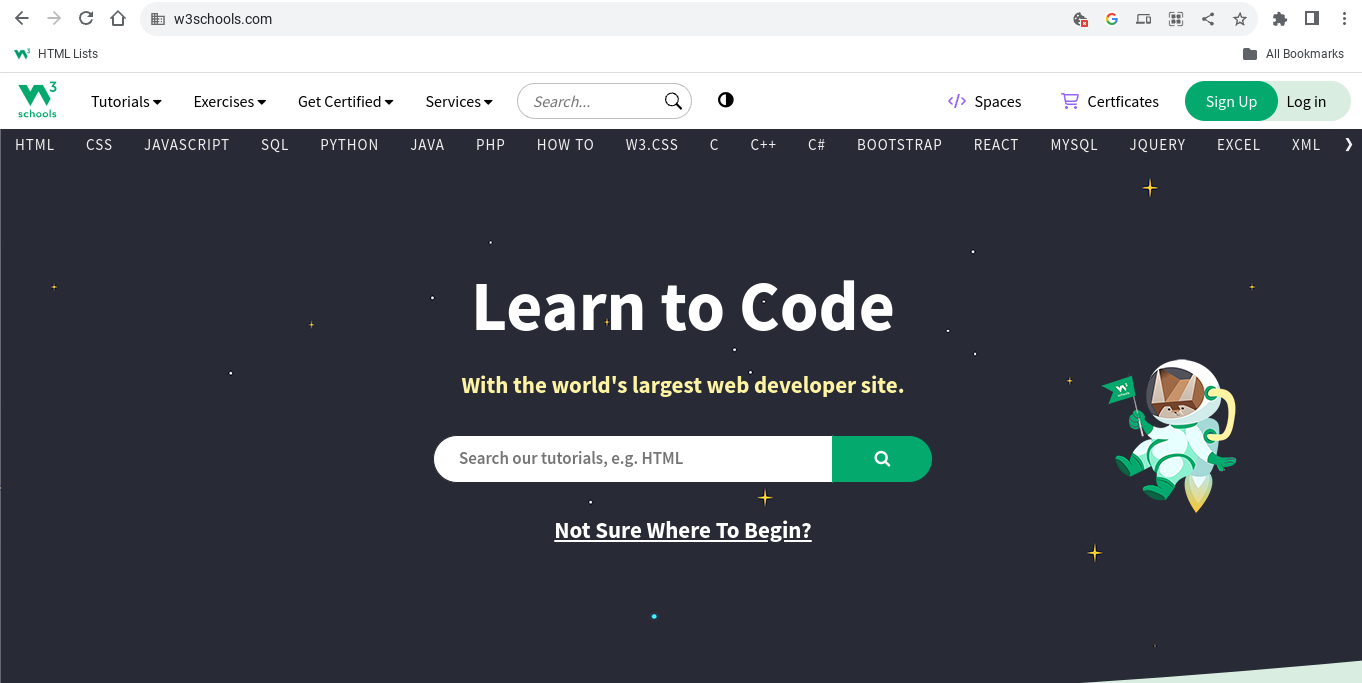 w3schools.com
HTML Lists
All Bookmarks
W3 schools
Tutorials Exercises Get Certified Services Search... Spaces Certficates Sign Up Log in
HTML CSS JAVASCRIPT SQL PYTHON JAVA PHP HOW TO W3.CSS C C++ C# BOOTSTRAP REACT MYSQL JQUERY EXCEL XML
Learn to Code
With the world's largest web developer site.
Search our tutorials, e.g. HTML
Not Sure Where To Begin?